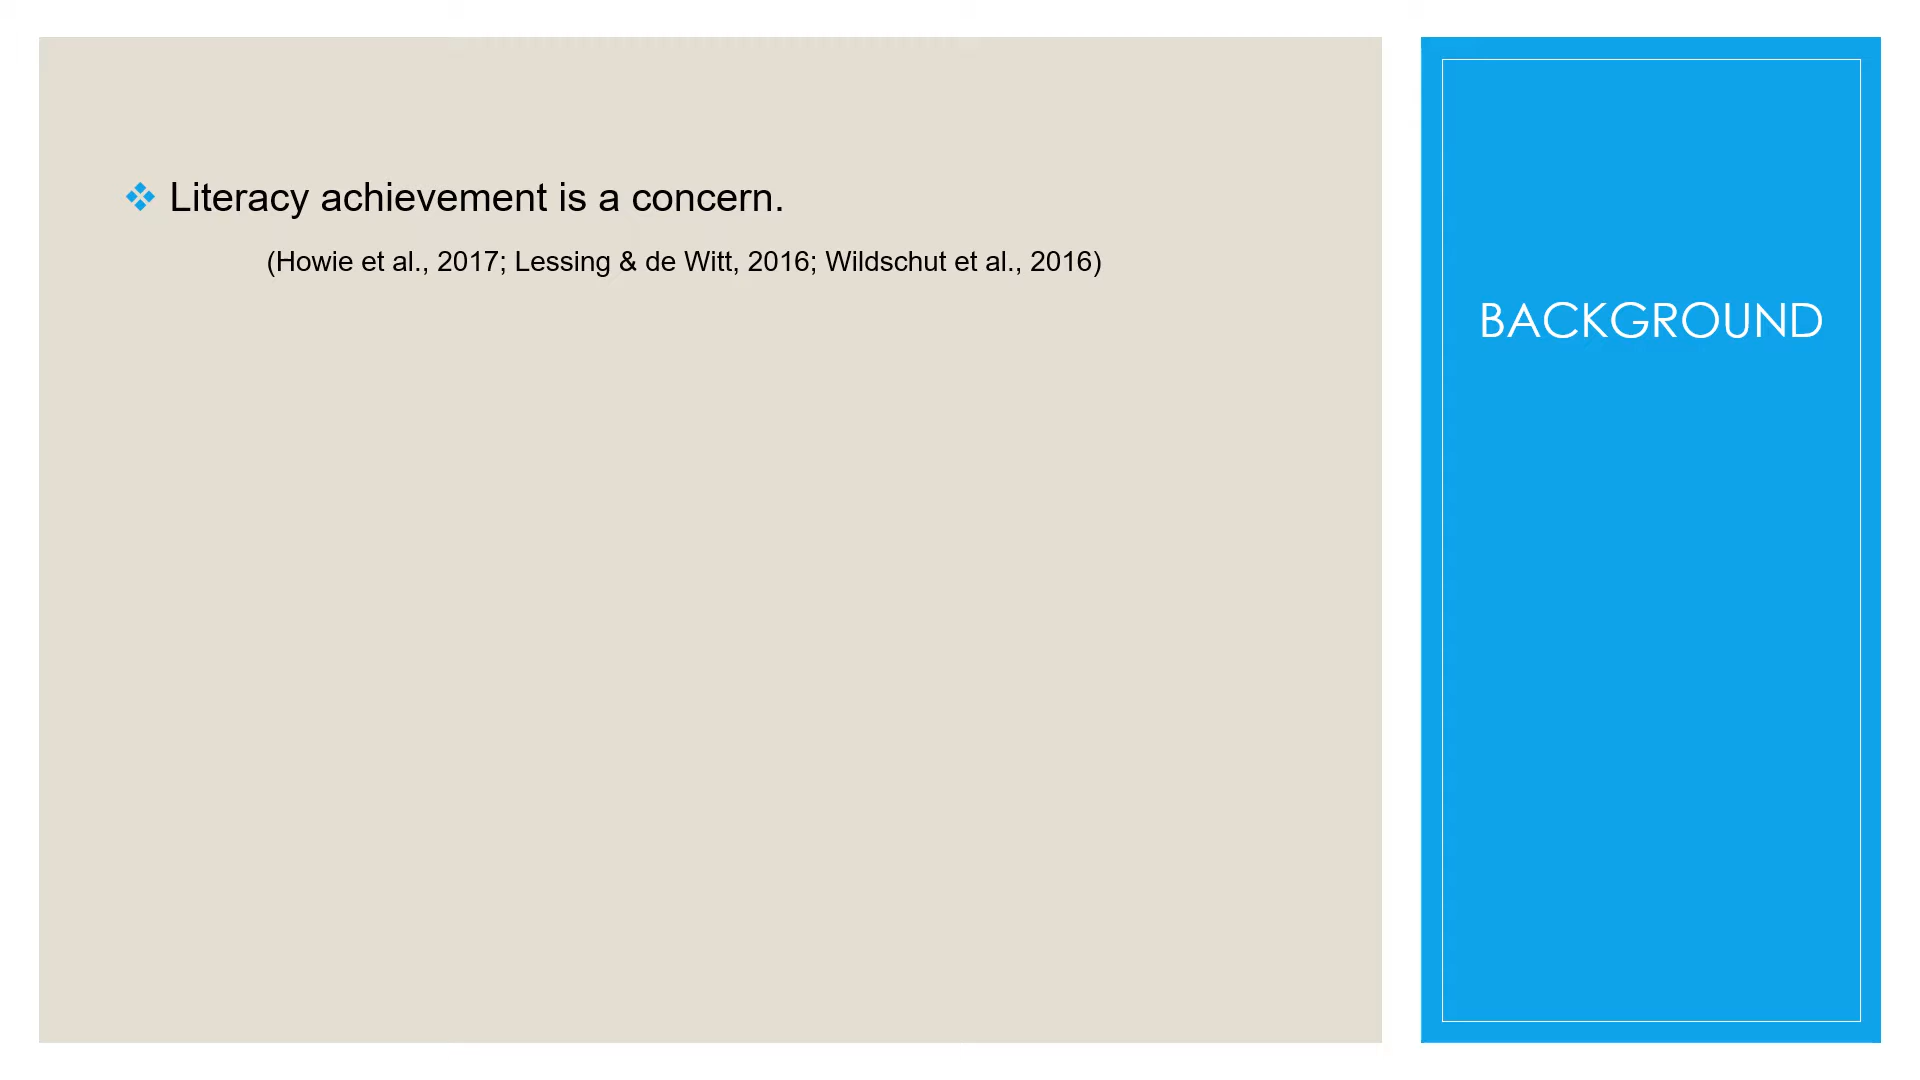 Literacy achievement is a concern.
(Howie et al., 2017; Lessing & de Witt, 2016; Wildschut et al., 2016)
BACKGROUND